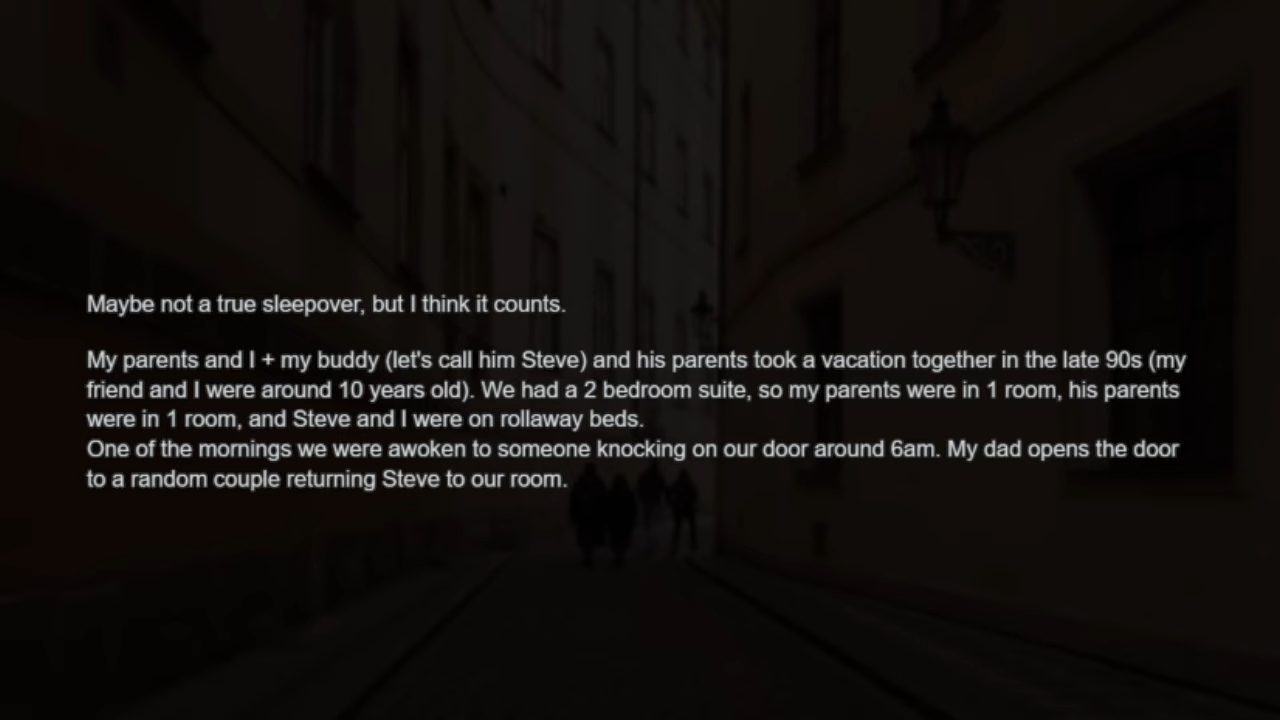 Maybe not a true sleepover, but I think it counts.
My parents and I + my buddy (let's call him Steve) and his parents took a vacation together in the late 90s (my
friend and I were around 10 years old). We had a 2 bedroom suite, so my parents were in 1 room, his parents
were in 1 room, and Steve and I were on rollaway beds.
One of the mornings we were awoken to someone knocking on our door around 6am. My dad opens the door
to a random couple returning Steve to our room.